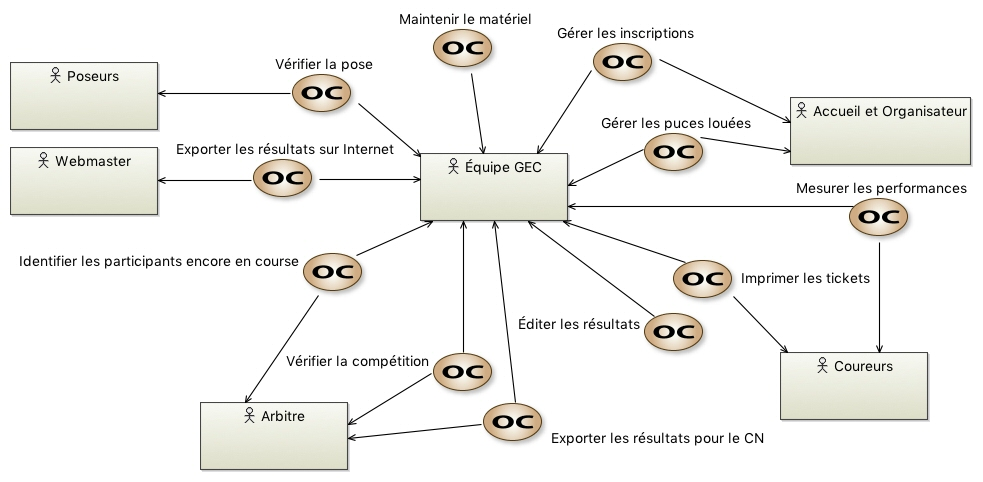 Maintenir le matériel
OC
Gérer les inscriptions
OC
Vérifier la pose
OC
Poseurs
Accueil et Organisateur
Gérer les puces louées
OC
Exporter les résultats sur Internet
OC
Webmaster
Équipe GEC
Mesurer les performances
OC
Identifier les participants encore en course
OC
Imprimer les tickets
OC
Éditer les résultats
OC
Vérifier la compétition
OC
Coureurs
Arbitre
OC
Exporter les résultats pour le CN